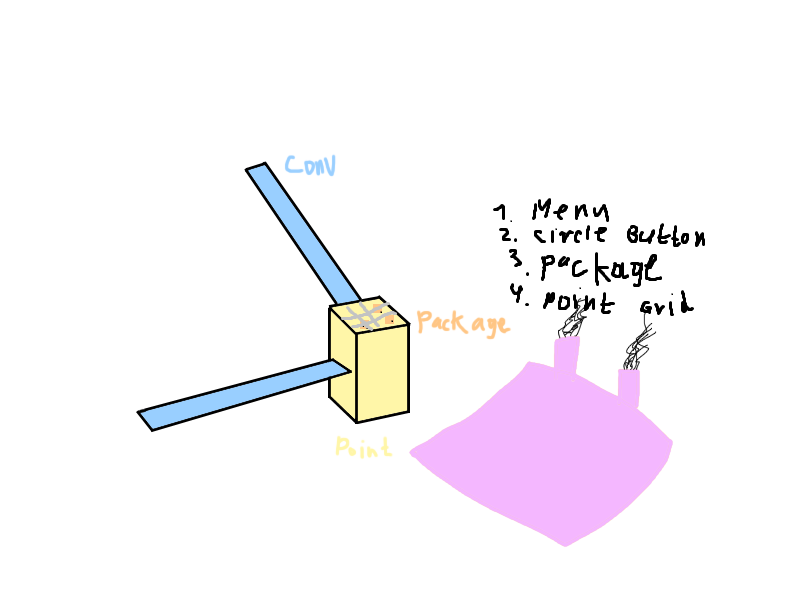 Conv
1. Menu
2. circle Button
3. package
4. point Grid
Package
Point